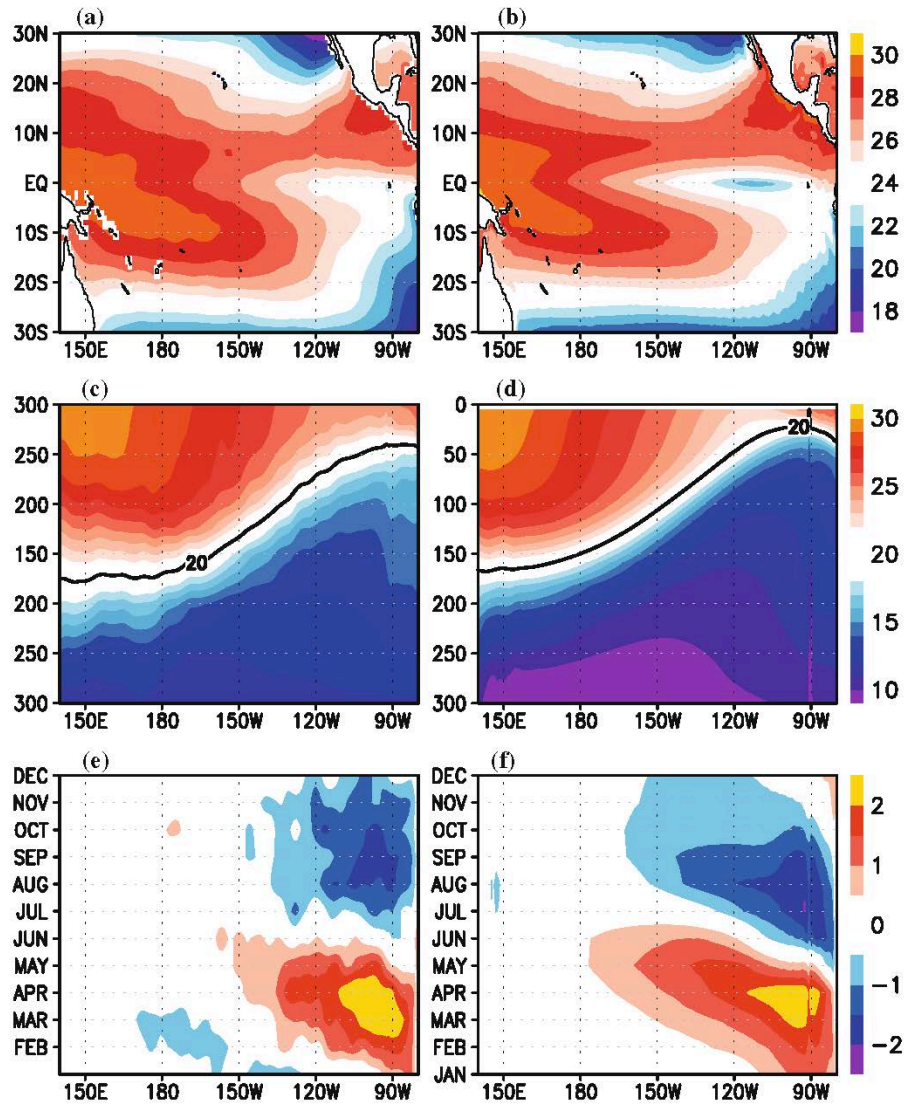 (a) (b)
30N 30N 30
20N 20N 28
10N 10N 26
EQ EQ 24
10S 10S 22
20S 20S 20
30S 30S 18
150E 180 150W 120W 90W 150E 180 150W 120W 90W
(c) (d)
300 0 30
250 50 25
200 100 23
150 20 150 20 20
200 200 15
250 250 13
300 300 10
150E 180 150W 120W 90W 150E 180 150W 120W 90W
(e) (f)
DEC DEC
NOV NOV 2
OCT OCT
SEP SEP 1
AUG AUG
JUL JUL
JUN JUN 0
MAY MAY
APR APR -1
MAR MAR
FEB FEB -2
JAN
150E 180 150W 120W 90W 150E 180 150W 120W 90W